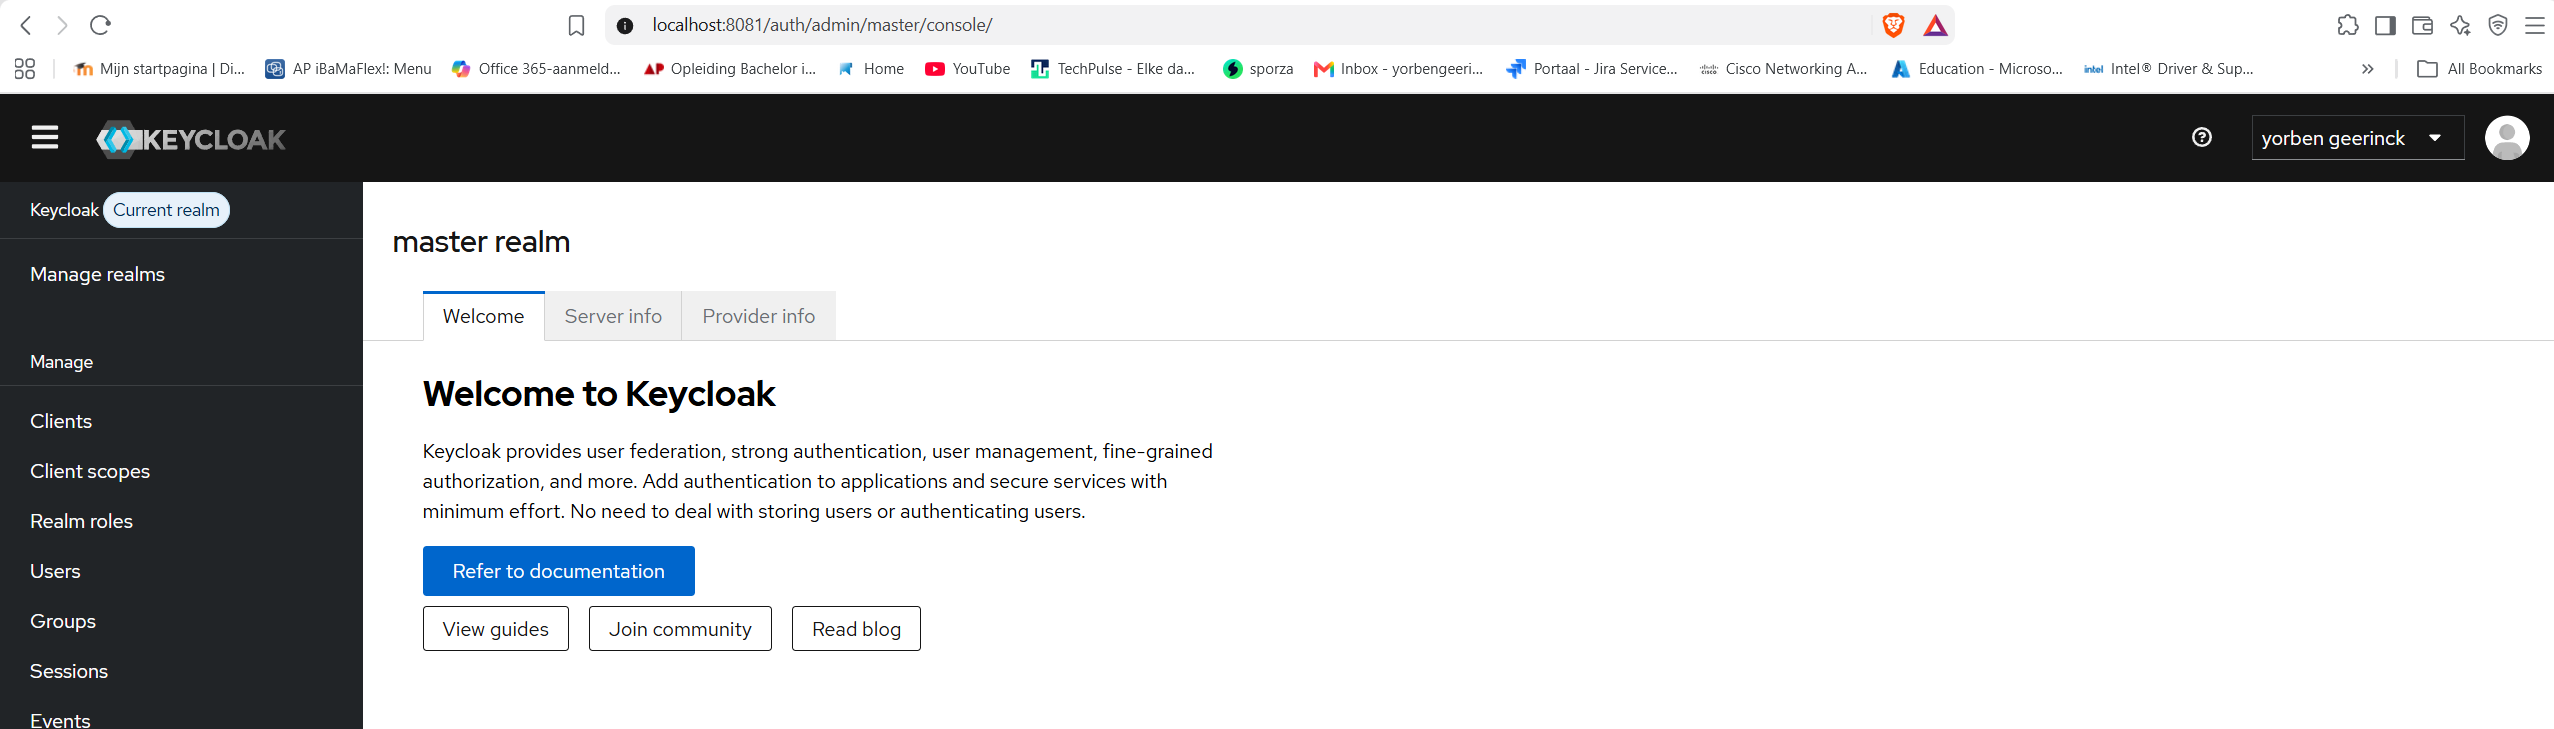 localhost:8081/auth/admin/master/console/
Mijn startpagina | Di... AP iBaMaFlex!: Menu Office 365-aanmeld... AP Opleiding Bachelor i... Home YouTube TechPulse - Elke da... sporza Inbox - yorbengeeri... Portaal - Jira Service... Cisco Networking A... Education - Microso... intel Intel® Driver & Sup... » All Bookmarks
KEYCLOAK
yorben geerinck
Keycloak Current realm
Manage realms
Manage
Clients
Client scopes
Realm roles
Users
Groups
Sessions
Events
master realm
Welcome Server info Provider info
Welcome to Keycloak
Keycloak provides user federation, strong authentication, user management, fine-grained
authorization, and more. Add authentication to applications and secure services with
minimum effort. No need to deal with storing users or authenticating users.
Refer to documentation
View guides Join community Read blog